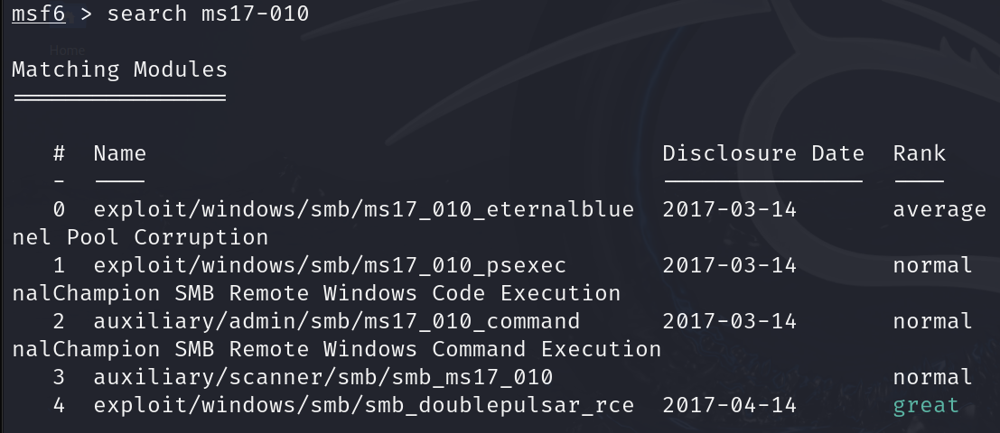 msf6 > search ms17-010
Home
Matching Modules
================
# Name Disclosure Date Rank
- ---- --------------- ----
0 exploit/windows/smb/ms17_010_eternalblue 2017-03-14 average
nel Pool Corruption
1 exploit/windows/smb/ms17_010_psexec 2017-03-14 normal
nalChampion SMB Remote Windows Code Execution
2 auxiliary/admin/smb/ms17_010_command 2017-03-14 normal
nalChampion SMB Remote Windows Command Execution
3 auxiliary/scanner/smb/smb_ms17_010 normal
4 exploit/windows/smb/smb_doublepulsar_rce 2017-04-14 great